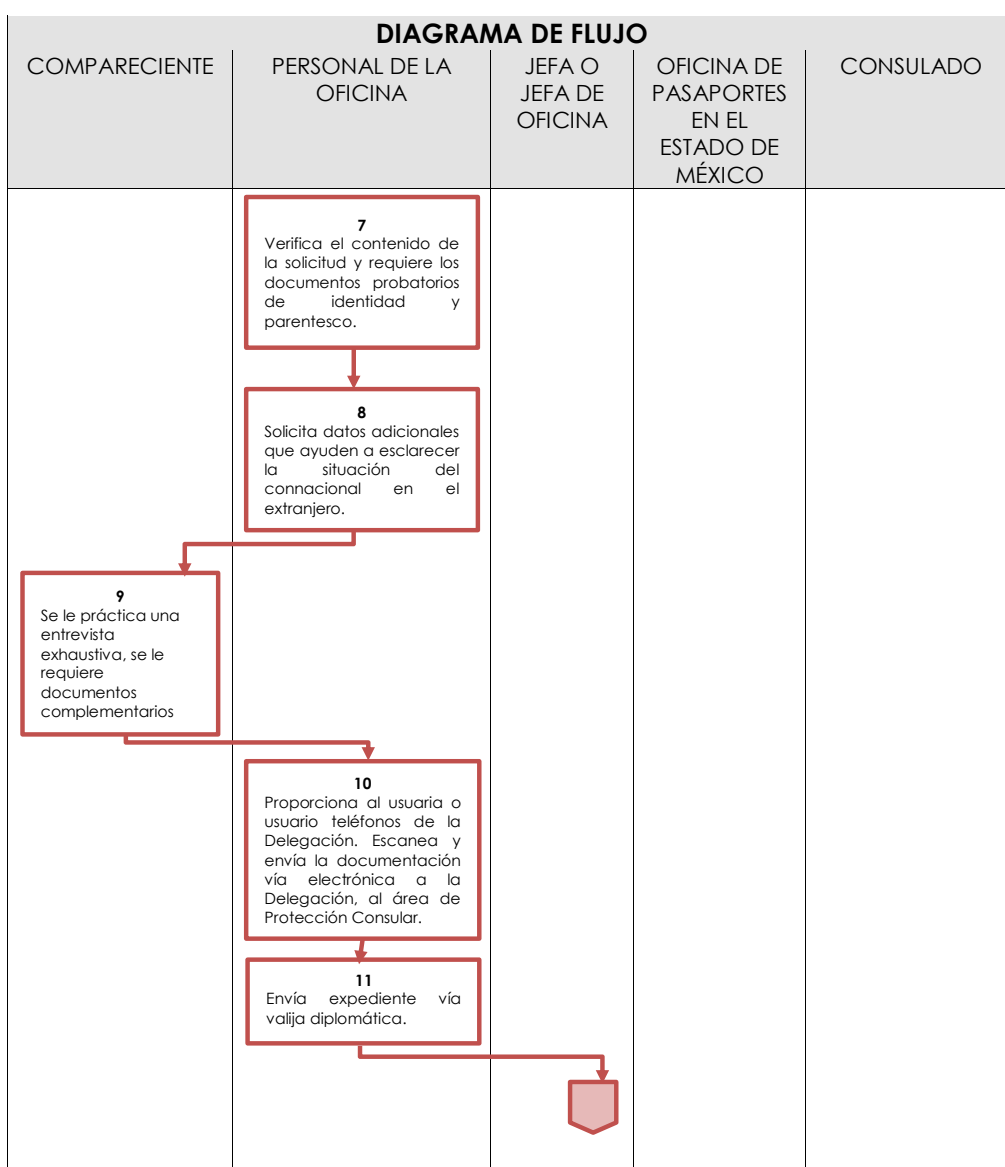 DIAGRAMA DE FLUJO
COMPARECIENTE
PERSONAL DE LA
OFICINA
JEFA O
JEFA DE
OFICINA
OFICINA DE
PASAPORTES
EN EL
ESTADO DE
MÉXICO
CONSULADO
7
Verifica el contenido de
la solicitud y requiere los
documentos probatorios
de identidad y
parentesco.
8
Solicita datos adicionales
que ayuden a esclarecer
la situación del
connacional en el
extranjero.
9
Se le práctica una
entrevista
exhaustiva, se le
requiere
documentos
complementarios
10
Proporciona al usuaria o
usuario teléfonos de la
Delegación. Escanea y
envía la documentación
vía electrónica a la
Delegación, al área de
Protección Consular.
11
Envía expediente vía
valija diplomática.